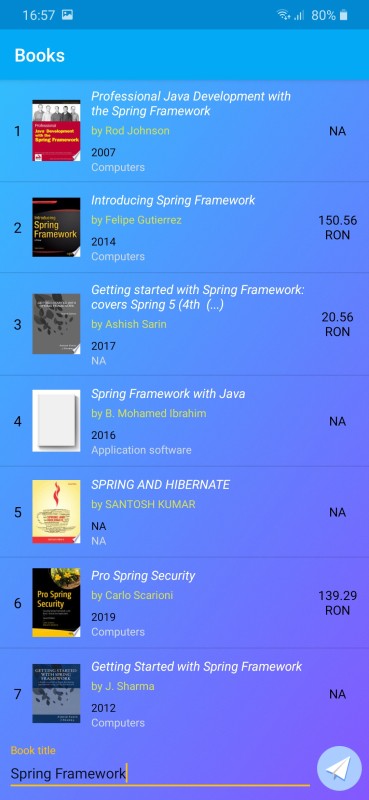 16:57
80%
Books
1
Professional Java Development with
the Spring Framework
by Rod Johnson
2007
Computers
NA
2
Introducing Spring Framework
by Felipe Gutierrez
2014
Computers
150.56
RON
3
Getting started with Spring Framework:
covers Spring 5 (4th (...)
by Ashish Sarin
2017
NA
20.56
RON
4
Spring Framework with Java
by B. Mohamed Ibrahim
2016
Application software
NA
5
SPRING AND HIBERNATE
by SANTOSH KUMAR
NA
NA
NA
6
Pro Spring
Security
Pro Spring Security
by Carlo Scarioni
2019
Computers
139.29
RON
7
Getting Started with Spring Framework
by J. Sharma
2012
Computers
NA
Book title
Spring Framework